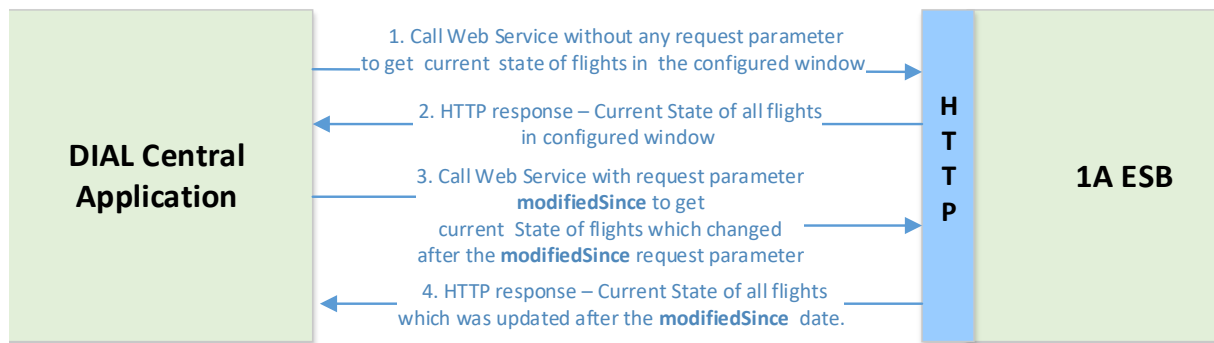 DIAL Central
Application
1. Call Web Service without any request parameter
to get current state of flights in the configured window
2. HTTP response – Current State of all flights
in configured window
3. Call Web Service with request parameter
modifiedSince to get
current State of flights which changed
after the modifiedSince request parameter
4. HTTP response – Current State of all flights
which was updated after the modifiedSince date.
H
T
T
P
1A ESB